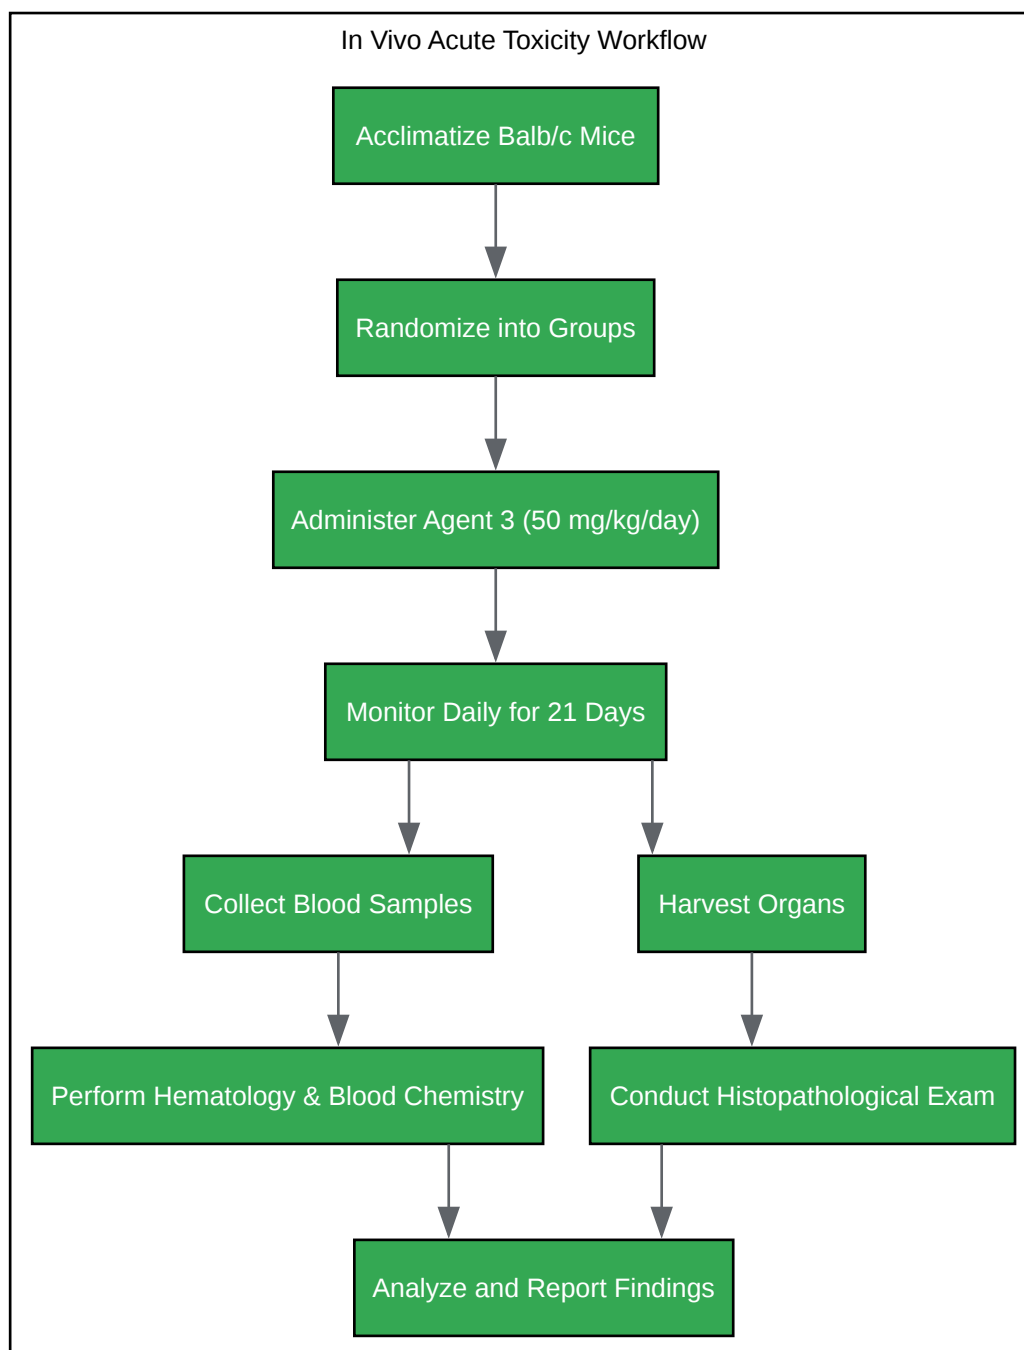 In Vivo Acute Toxicity Workflow
Acclimatize Balb/c Mice
Randomize into Groups
Administer Agent 3 (50 mg/kg/day)
Monitor Daily for 21 Days
Collect Blood Samples
Harvest Organs
Perform Hematology & Blood Chemistry
Conduct Histopathological Exam
Analyze and Report Findings